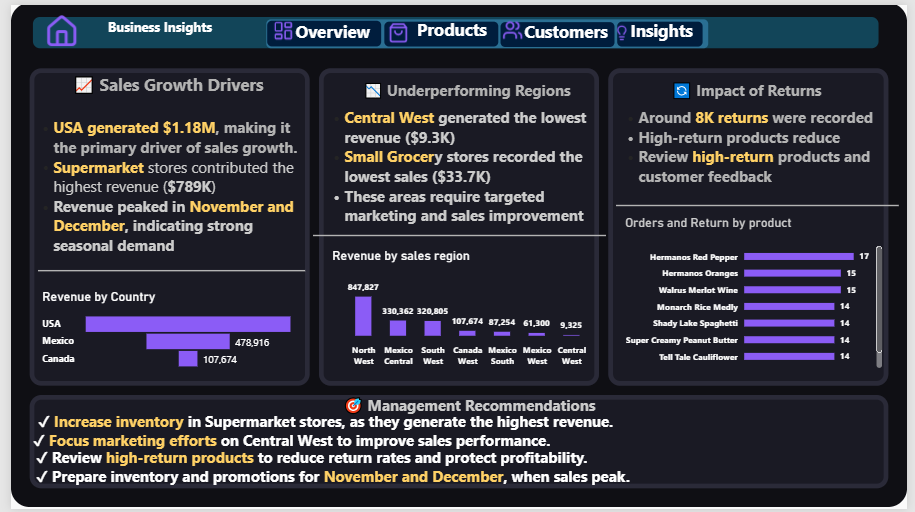 Business Insights
Overview
Products
Customers
Insights
Sales Growth Drivers
USA generated $1.18M, making it
the primary driver of sales growth.
Supermarket stores contributed the
highest revenue ($789K)
Revenue peaked in November and
December, indicating strong
seasonal demand
Revenue by Country
USA
Mexico 478,916
Canada 107,674
Underperforming Regions
Central West generated the lowest
revenue ($9.3K)
Small Grocery stores recorded the
lowest sales ($33.7K)
• These areas require targeted
marketing and sales improvement
Revenue by sales region
847,827 330,362 320,805 107,674 87,254 61,300 9,325
North Mexico South Canada Mexico Mexico Central
West Central West West South West West
Impact of Returns
Around 8K returns were recorded
• High-return products reduce
Review high-return products and
customer feedback
Orders and Return by product
Hermanos Red Pepper 17
Hermanos Oranges 15
Walrus Merlot Wine 15
Monarch Rice Medly 14
Shady Lake Spaghetti 14
Super Creamy Peanut Butter 14
Tell Tale Cauliflower 14
Management Recommendations
✓ Increase inventory in Supermarket stores, as they generate the highest revenue.
✓ Focus marketing efforts on Central West to improve sales performance.
✓ Review high-return products to reduce return rates and protect profitability.
✓ Prepare inventory and promotions for November and December, when sales peak.